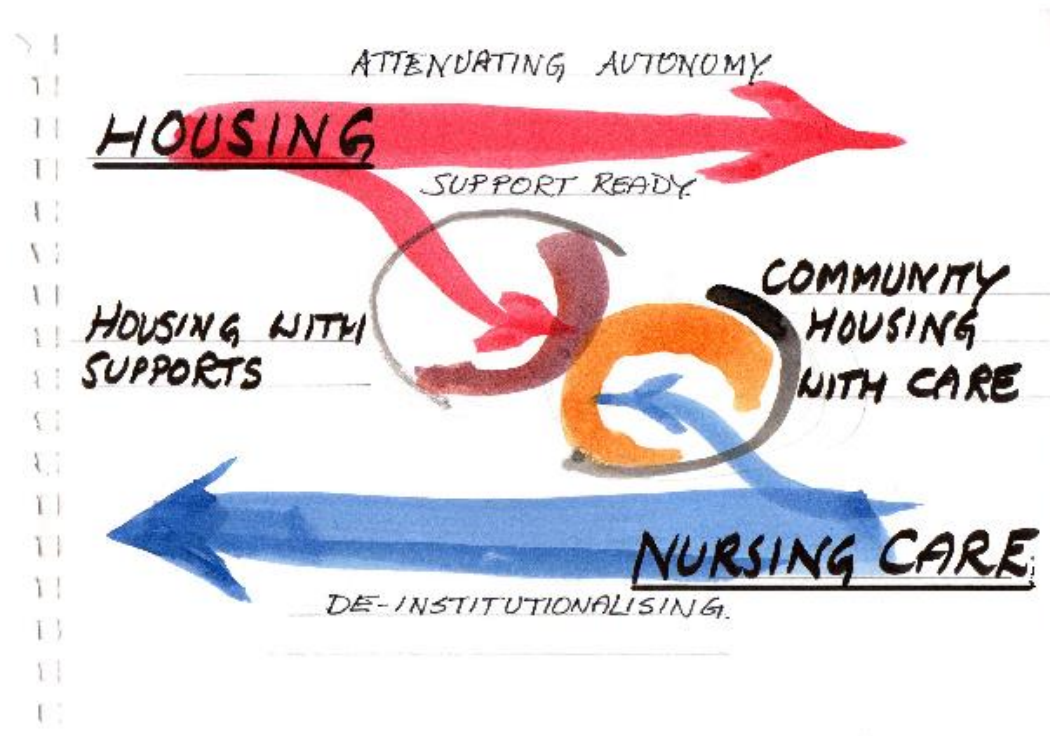 ATTENUATING AUTONOMY
HOUSING
SUPPORT READY
HOUSING WITH
SUPPORTS
COMMUNITY
HOUSING
WITH CARE
NURSING CARE
DE-INSTITUTIONALISING.